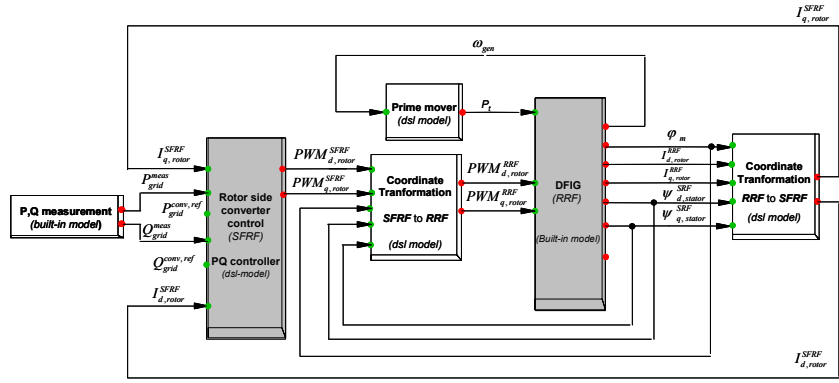 I_{q,rotor}^{SFRF}
ω_{gen}
Prime mover
(dsl model)
P_t
φ_m
I_{q,rotor}^{SFRF}
P_{grid}^{meas}
P_{grid}^{conv,ref}
Q_{grid}^{meas}
Q_{grid}^{conv,ref}
I_{d,rotor}^{SFRF}
P,Q measurement
(built-in model)
Rotor side
converter
control
(SFRF)
PQ controller
(dsl-model)
PWM_{d,rotor}^{SFRF}
PWM_{q,rotor}^{SFRF}
Coordinate
Tranformation
SFRF to RRF
(dsl model)
PWM_{d,rotor}^{RRF}
PWM_{q,rotor}^{RRF}
DFIG
(RRF)
(Built-in model)
I_{d,rotor}^{RRF}
I_{q,rotor}^{RRF}
ψ_{d,stator}^{SRF}
ψ_{q,stator}^{SRF}
Coordinate
Tranformation
RRF to SFRF
(dsl model)
I_{d,rotor}^{SFRF}